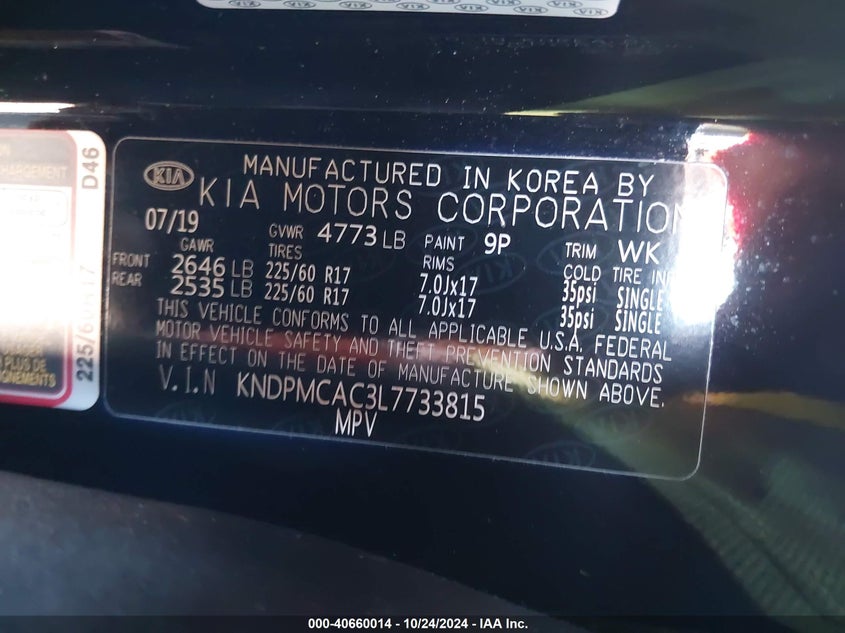 KIA
MANUFACTURED IN KOREA BY
KIA MOTORS CORPORATION
07/19 GVWR 4773 LB PAINT 9P TRIM WK
GAWR TIRES RIMS COLD TIRE IN
FRONT 2646 LB 225/60 R17 7.0Jx17 35psi SINGLE
REAR 2535 LB 225/60 R17 7.0Jx17 35psi SINGLE
THIS VEHICLE CONFORMS TO ALL APPLICABLE U.S.A. FEDERAL
MOTOR VEHICLE SAFETY AND THEFT PREVENTION STANDARDS
IN EFFECT ON THE DATE OF MANUFACTURE SHOWN ABOVE.
V.I.N KNDPMCAC3L7733815
MPV
D46
225/60R17
CHARGEMENT
PLUS DE
000-40660014 - 10/24/2024 - IAA Inc.